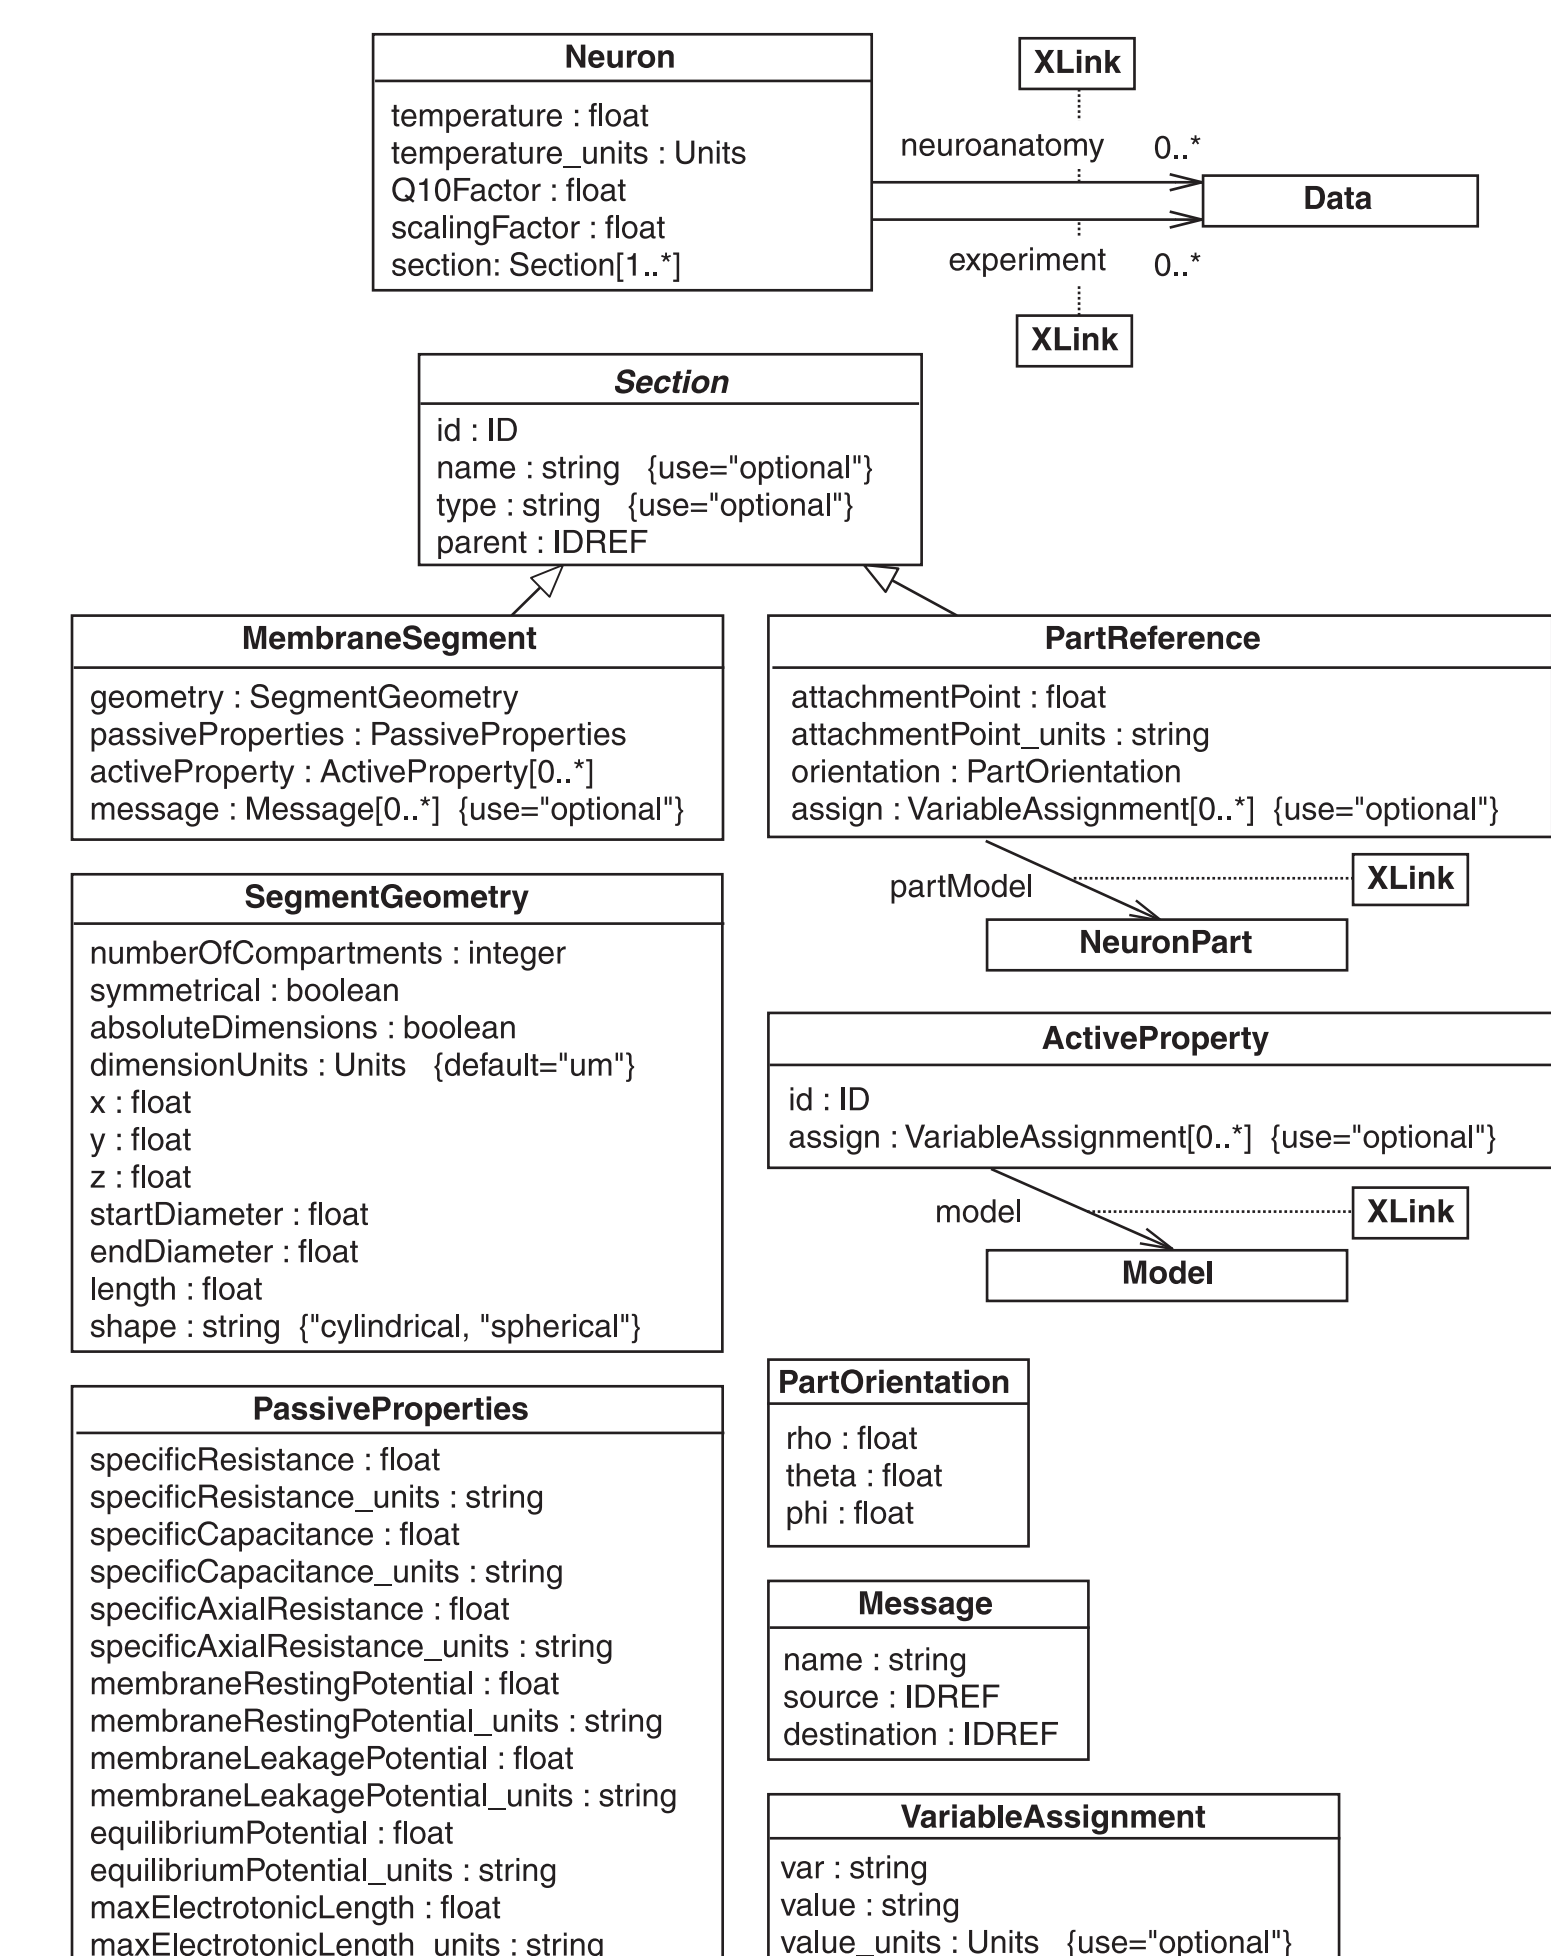 Neuron
temperature : float
temperature_units : Units
Q10Factor : float
scalingFactor : float
section: Section[1..*]
XLink
neuroanatomy 0..*
Data
experiment 0..*
XLink
Section
id : ID
name : string {use="optional"}
type : string {use="optional"}
parent : IDREF
MembraneSegment
geometry : SegmentGeometry
passiveProperties : PassiveProperties
activeProperty : ActiveProperty[0..*]
message : Message[0..*] {use="optional"}
PartReference
attachmentPoint : float
attachmentPoint_units : string
orientation : PartOrientation
assign : VariableAssignment[0..*] {use="optional"}
partModel
XLink
NeuronPart
SegmentGeometry
numberOfCompartments : integer
symmetrical : boolean
absoluteDimensions : boolean
dimensionUnits : Units {default="um"}
x : float
y : float
z : float
startDiameter : float
endDiameter : float
length : float
shape : string {"cylindrical, "spherical"}
ActiveProperty
id : ID
assign : VariableAssignment[0..*] {use="optional"}
model
XLink
Model
PassiveProperties
specificResistance : float
specificResistance_units : string
specificCapacitance : float
specificCapacitance_units : string
specificAxialResistance : float
specificAxialResistance_units : string
membraneRestingPotential : float
membraneRestingPotential_units : string
membraneLeakagePotential : float
membraneLeakagePotential_units : string
equilibriumPotential : float
equilibriumPotential_units : string
maxElectrotonicLength : float
maxElectrotonicLength_units : string
PartOrientation
rho : float
theta : float
phi : float
Message
name : string
source : IDREF
destination : IDREF
VariableAssignment
var : string
value : string
value_units : Units {use="optional"}